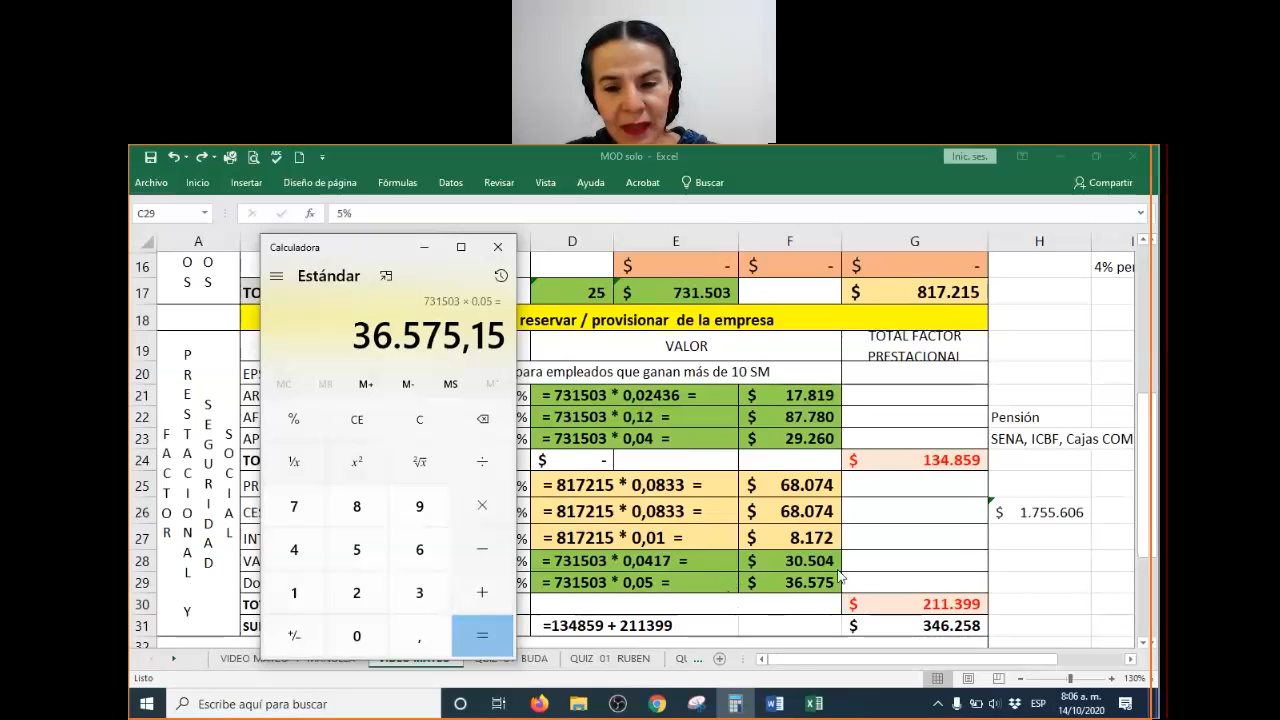 MOD solo - Excel
Inic. ses.
Archivo Inicio Insertar Diseño de página Fórmulas Datos Revisar Vista Ayuda Acrobat Buscar Compartir
C29 fx 5%
A D E F G H
Calculadora
Estándar
731503 × 0,05 =
36.575,15
MC MR M+ M- MS
% CE C
¹/x x² ²√x ÷
7 8 9 ×
4 5 6 −
1 2 3 +
+/- 0 , =
16 O O $ - $ - $ - 4% per
S S
17 TO 25 $ 731.503 $ 817.215
18 reservar / provisionar de la empresa
19 VALOR TOTAL FACTOR PRESTACIONAL
20 EPS para empleados que ganan más de 10 SM
21 AR % = 731503 * 0,02436 = $ 17.819
22 AF % = 731503 * 0,12 = $ 87.780 Pensión
23 AP % = 731503 * 0,04 = $ 29.260 SENA, ICBF, Cajas COM
24 TO $ - $ 134.859
25 PR % = 817215 * 0,0833 = $ 68.074
26 CES % = 817215 * 0,0833 = $ 68.074 $ 1.755.606
27 INT % = 817215 * 0,01 = $ 8.172
28 VA % = 731503 * 0,0417 = $ 30.504
29 Do % = 731503 * 0,05 = $ 36.575
30 TO $ 211.399
31 SU =134859 + 211399 $ 346.258
FACTOR
PRESTACIONAL Y
SEGURIDAD
SOCIAL
QUIZ 01 RUBEN
Listo
130%
Escribe aquí para buscar
ESP
8:06 a. m.
14/10/2020